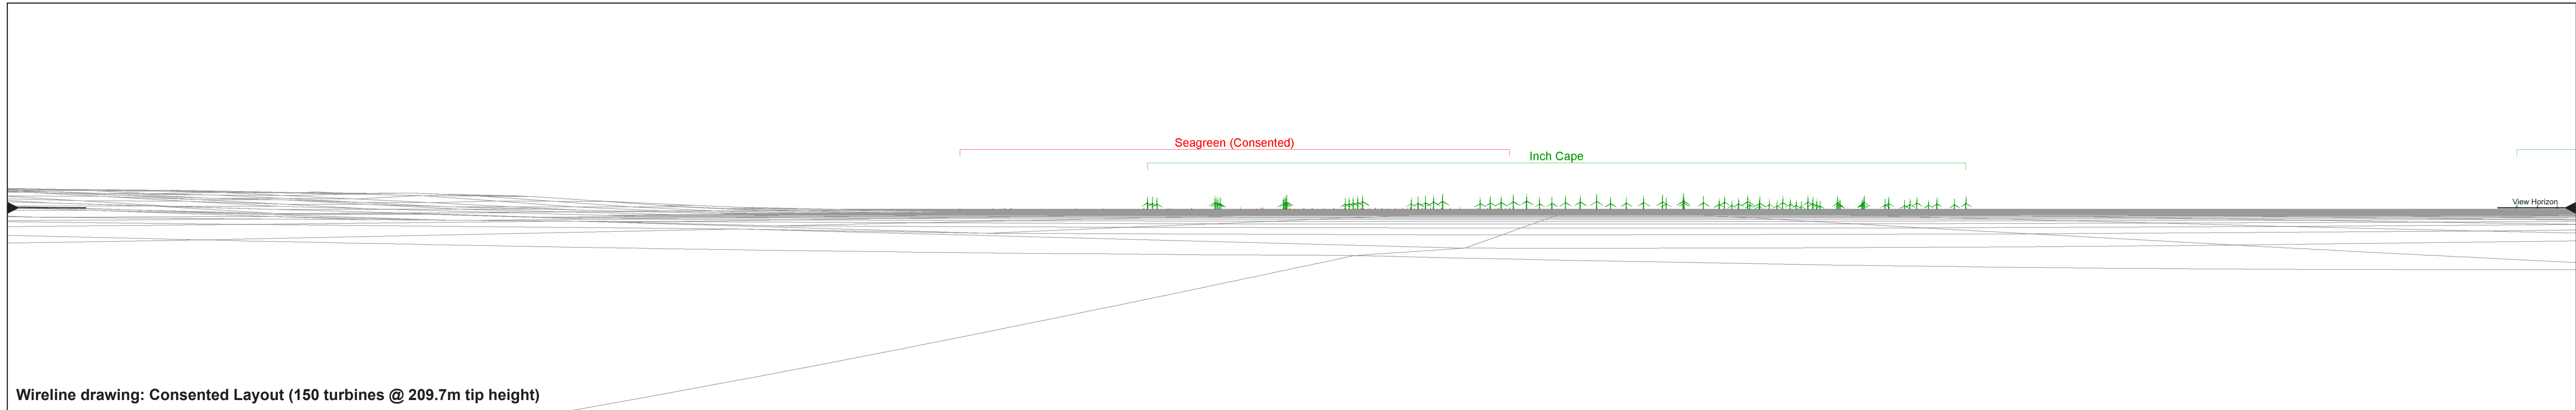 Seagreen (Consented)
Inch Cape
View Horizon
Wireline drawing: Consented Layout (150 turbines @ 209.7m tip height)